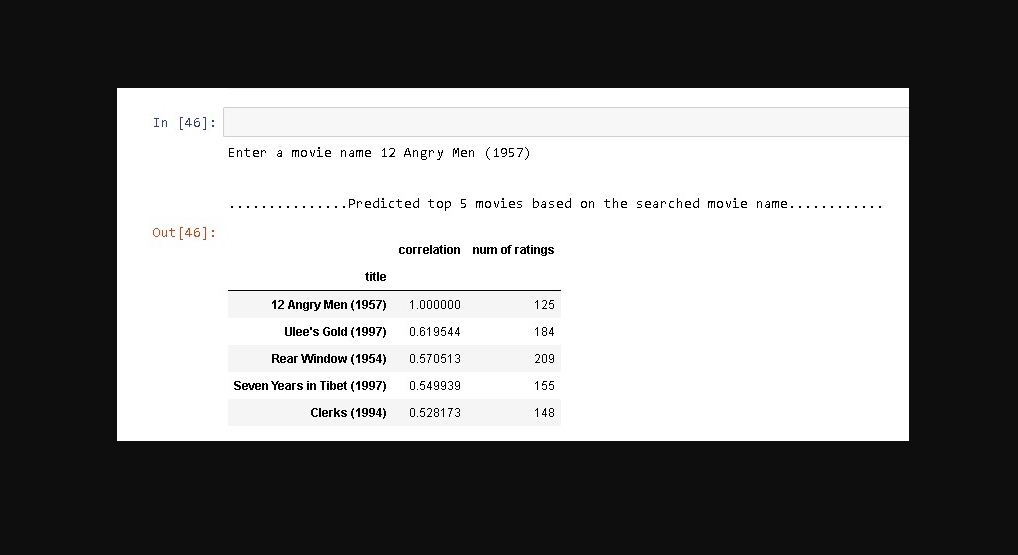 In [46]:
Enter a movie name 12 Angry Men (1957)
...............Predicted top 5 movies based on the searched movie name............
Out[46]:
correlation num of ratings
title
12 Angry Men (1957) 1.000000 125
Ulee's Gold (1997) 0.619544 184
Rear Window (1954) 0.570513 209
Seven Years in Tibet (1997) 0.549939 155
Clerks (1994) 0.528173 148